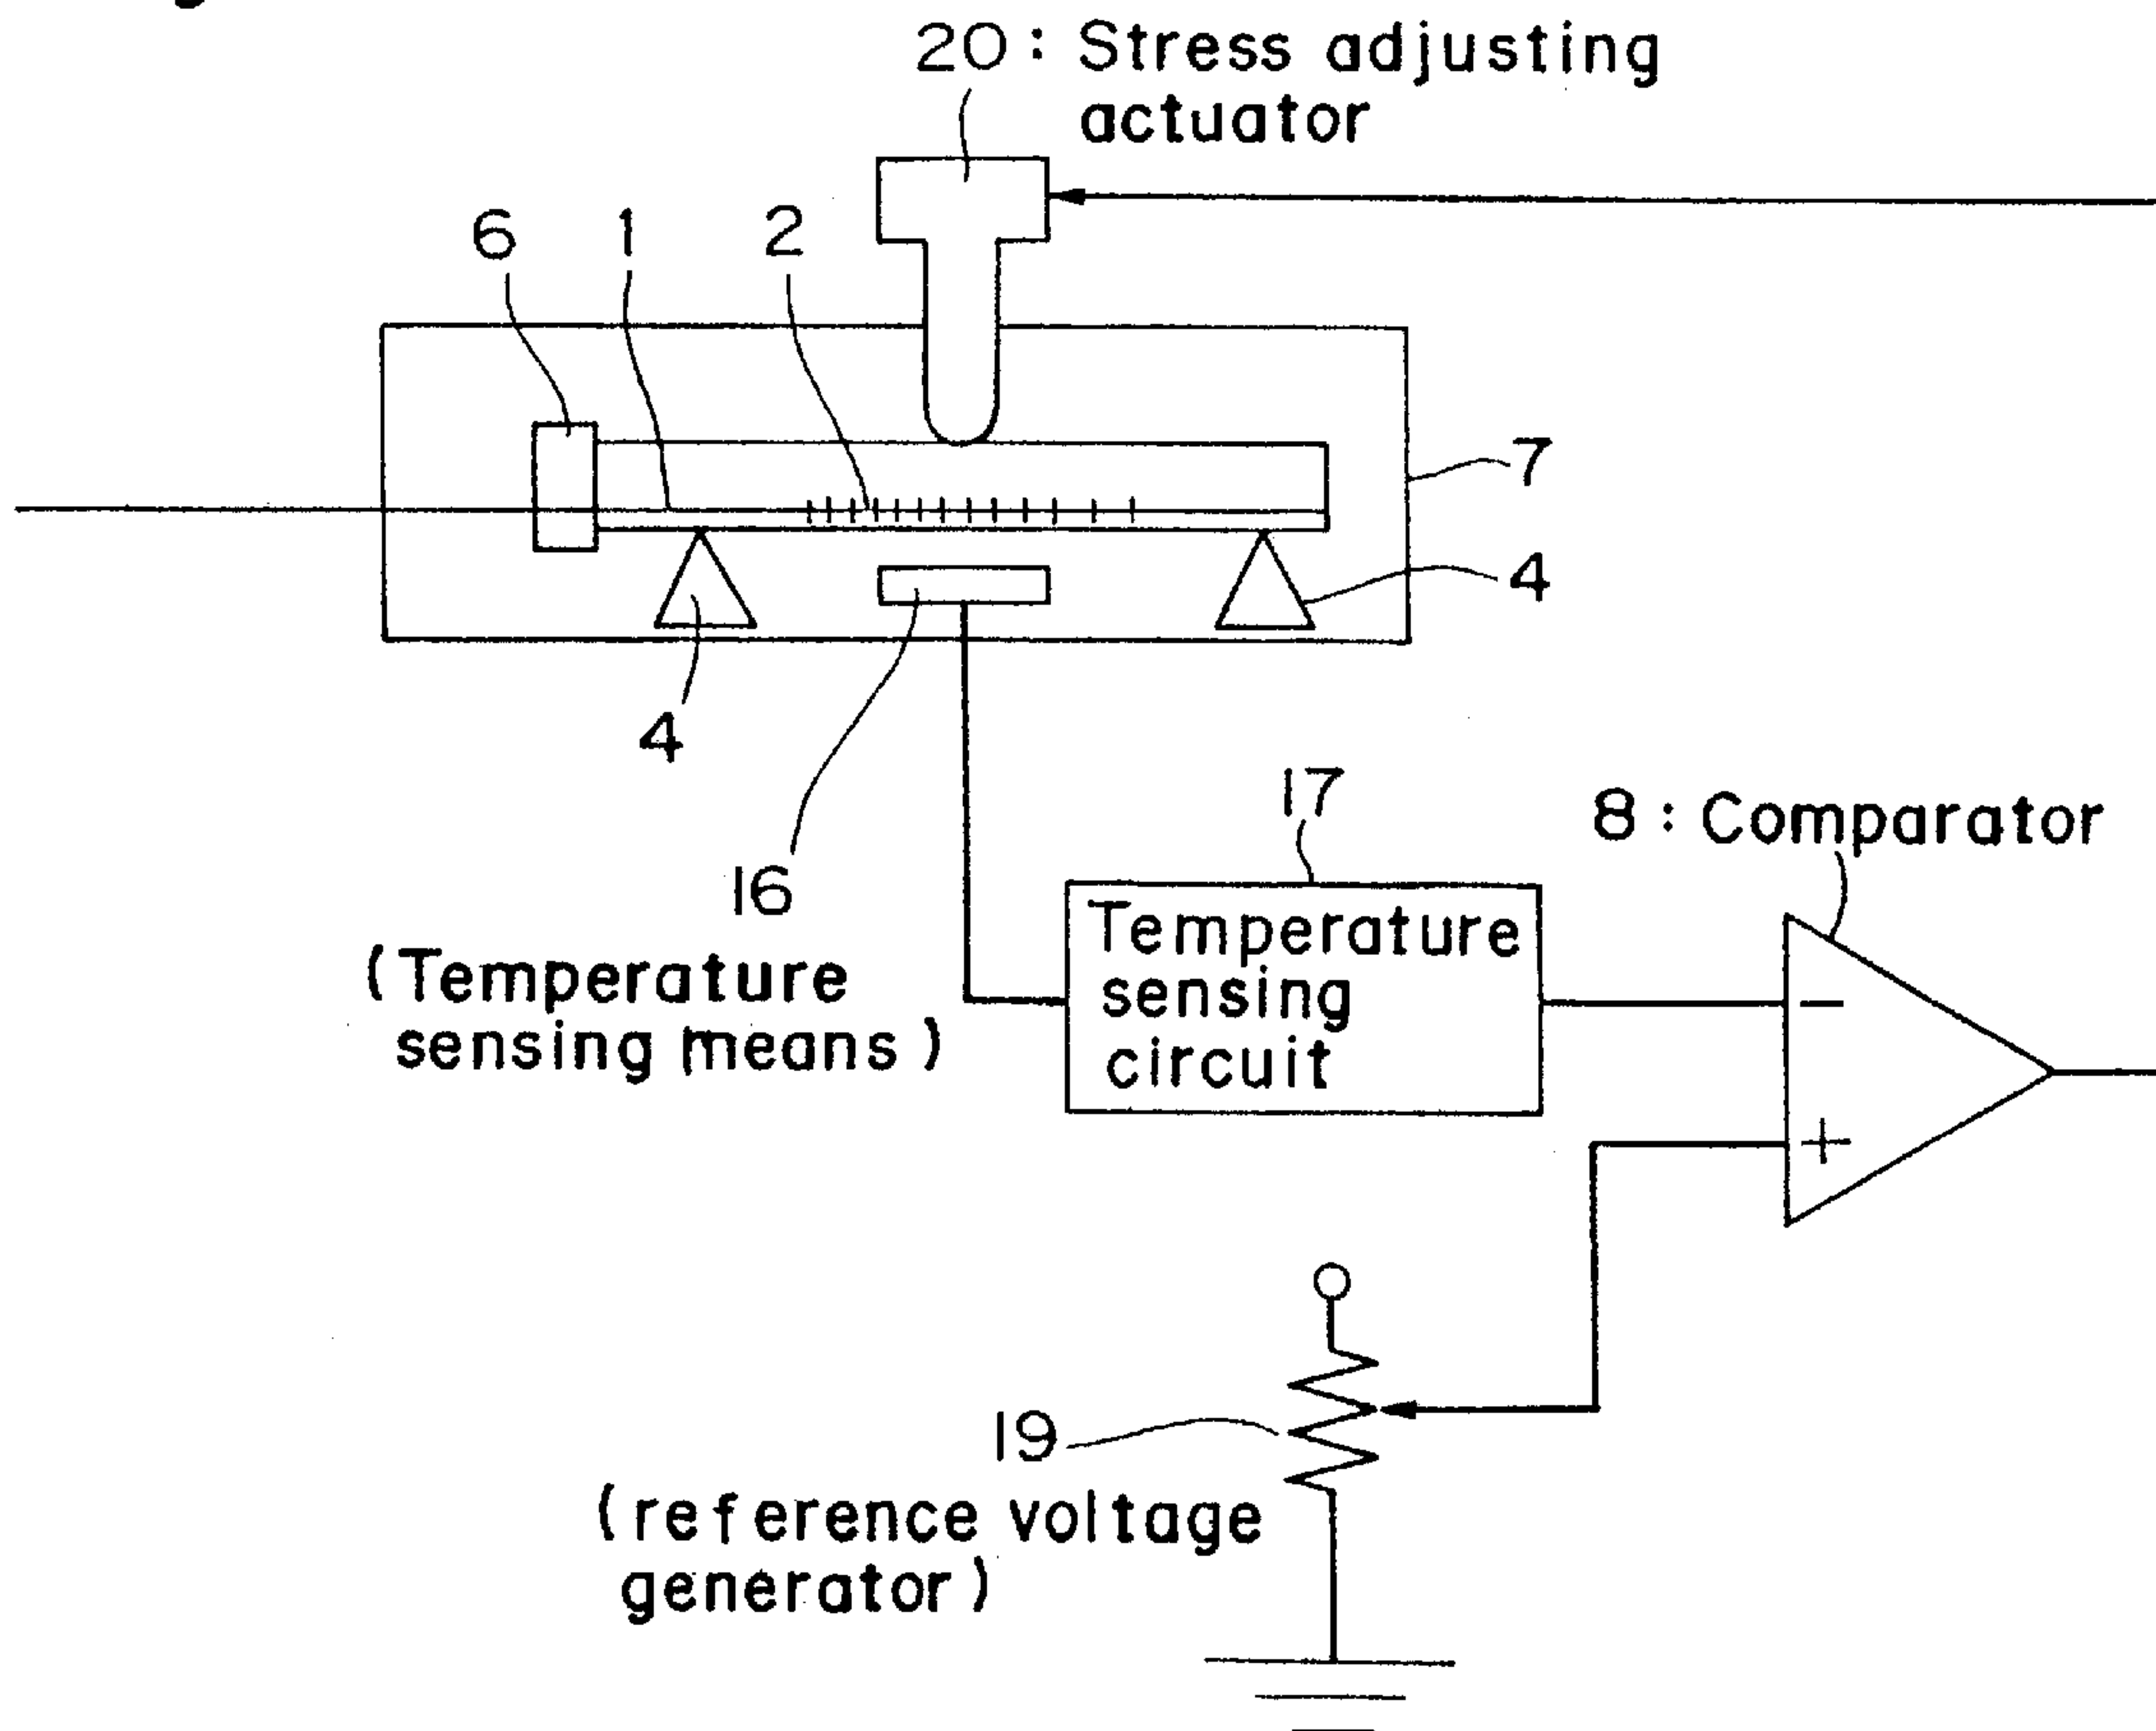 20 : Stress adjusting
actuator
6
1
2
7
4
4
16
(Temperature
sensing means)
17
Temperature
sensing
circuit
8 : Comparator
−
+
19
(reference voltage
generator)